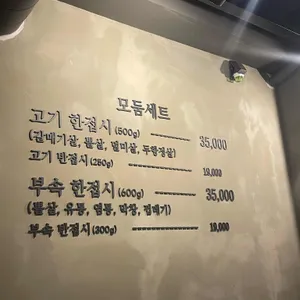 모둠세트
고기 한접시 (500g) ---------- 35,000
(갈매기살, 뽈살, 덜미살, 두항정살)
고기 반접시 (250g) ---------- 19,000
부속 한접시 (600g) ---------- 35,000
(뽈살, 유통, 염통, 막창, 껍데기)
부속 반접시 (300g) ---------- 19,000